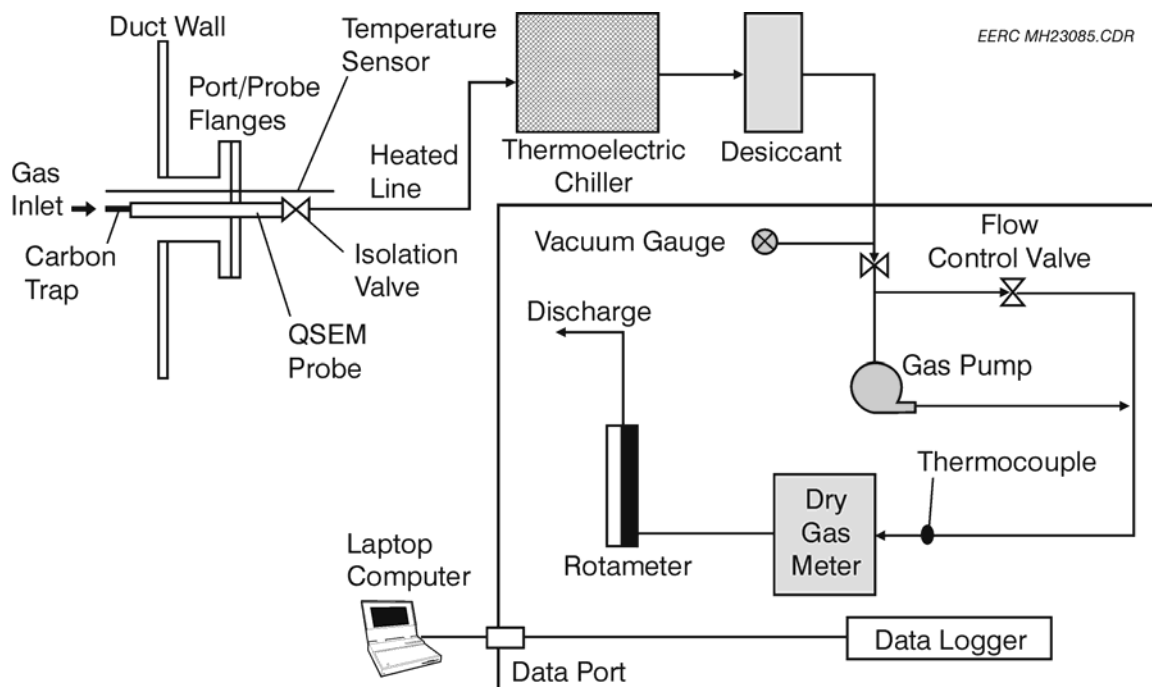 Duct Wall
Temperature
Sensor
EERC MH23085.CDR
Port/Probe
Flanges
Heated
Line
Thermoelectric
Chiller
Desiccant
Gas
Inlet
Carbon
Trap
Isolation
Valve
QSEM
Probe
Vacuum Gauge
Flow
Control Valve
Discharge
Gas Pump
Thermocouple
Dry
Gas
Meter
Rotameter
Laptop
Computer
Data Logger
Data Port